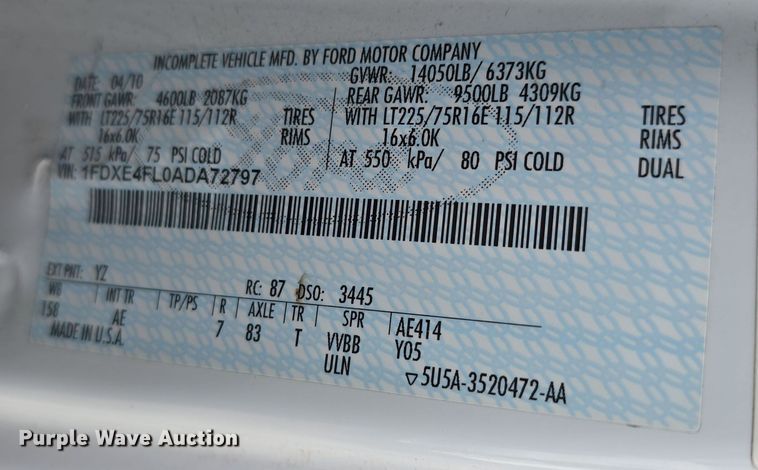 INCOMPLETE VEHICLE MFD. BY FORD MOTOR COMPANY
DATE: 04/10 GVWR: 14050LB/ 6373KG
FRONT GAWR: 4600LB 2087KG REAR GAWR: 9500LB 4309KG
WITH LT225/75R16E 115/112R TIRES WITH LT225/75R16E 115/112R TIRES
16x6.0K RIMS 16x6.0K RIMS
AT 515 kPa/ 75 PSI COLD AT 550 kPa/ 80 PSI COLD DUAL
VIN: 1FDXE4FL0ADA72797
EXT PNT: YZ RC: 87 DSO: 3445
WB INT TR TP/PS R AXLE TR SPR AE414
158 AE 7 83 T VVBB Y05
MADE IN U.S.A. ULN ▽5U5A-3520472-AA
Purple Wave Auction